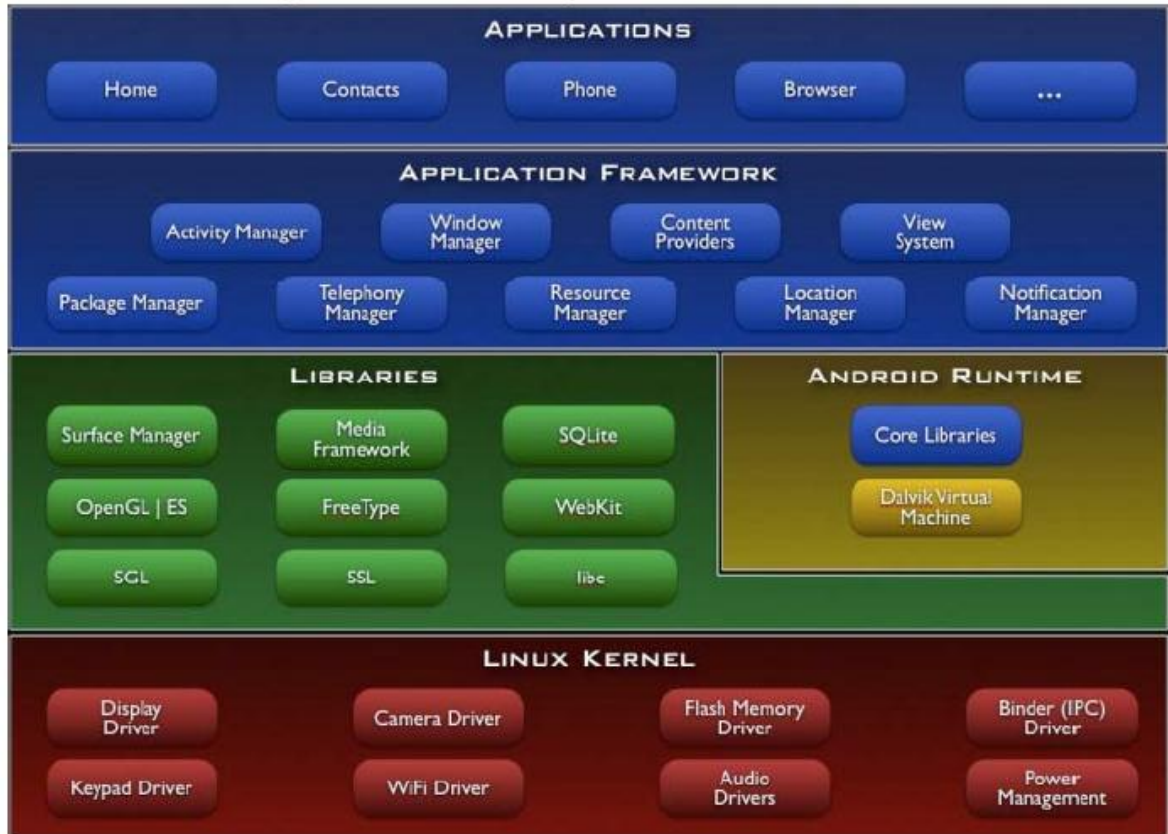 APPLICATIONS
Home
Contacts
Phone
Browser
...
APPLICATION FRAMEWORK
Activity Manager
Window
Manager
Content
Providers
View
System
Package Manager
Telephony
Manager
Resource
Manager
Location
Manager
Notification
Manager
LIBRARIES
Surface Manager
Media
Framework
SQLite
OpenGL | ES
FreeType
WebKit
SGL
SSL
libc
ANDROID RUNTIME
Core Libraries
Dalvik Virtual
Machine
LINUX KERNEL
Display
Driver
Camera Driver
Flash Memory
Driver
Binder (IPC)
Driver
Keypad Driver
WiFi Driver
Audio
Drivers
Power
Management